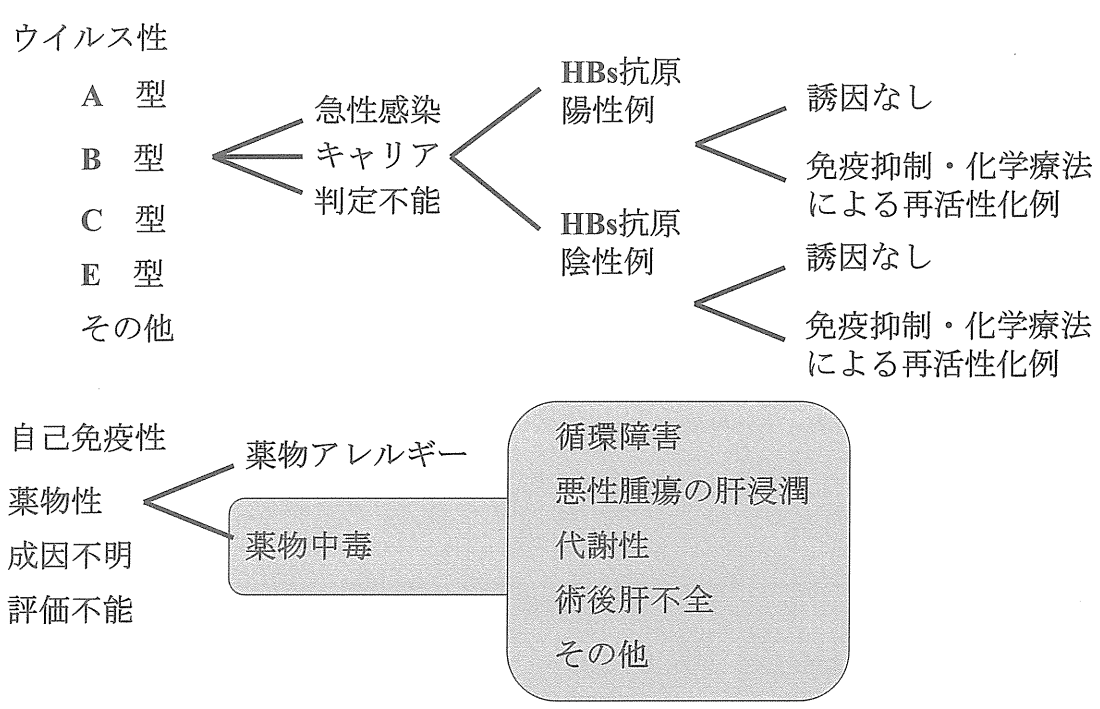 ウイルス性
A 型
B 型
C 型
E 型
その他
急性感染
キャリア
判定不能
HBs抗原
陽性例
HBs抗原
陰性例
誘因なし
免疫抑制・化学療法
による再活性化例
誘因なし
免疫抑制・化学療法
による再活性化例
自己免疫性
薬物性
成因不明
評価不能
薬物アレルギー
薬物中毒
循環障害
悪性腫瘍の肝浸潤
代謝性
術後肝不全
その他